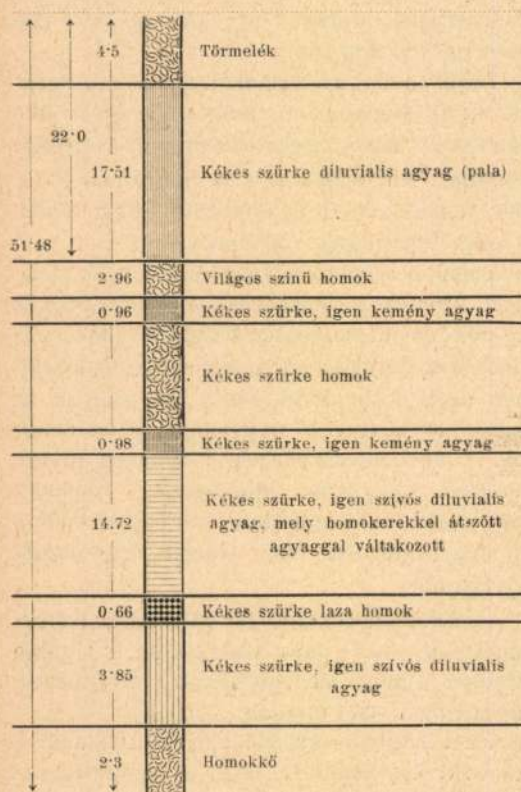 4·5 Törmelék
22·0
17·51 Kékes szürke diluvialis agyag (pala)
51·48
2·96 Világos szinü homok
0·96 Kékes szürke, igen kemény agyag
Kékes szürke homok
0·98 Kékes szürke, igen kemény agyag
Kékes szürke, igen szívós diluvialis
14.72 agyag, mely homokerekkel átszőtt
agyaggal váltakozott
0·66 Kékes szürke laza homok
3·85 Kékes szürke, igen szívós diluvialis
agyag
2·3 Homokkő